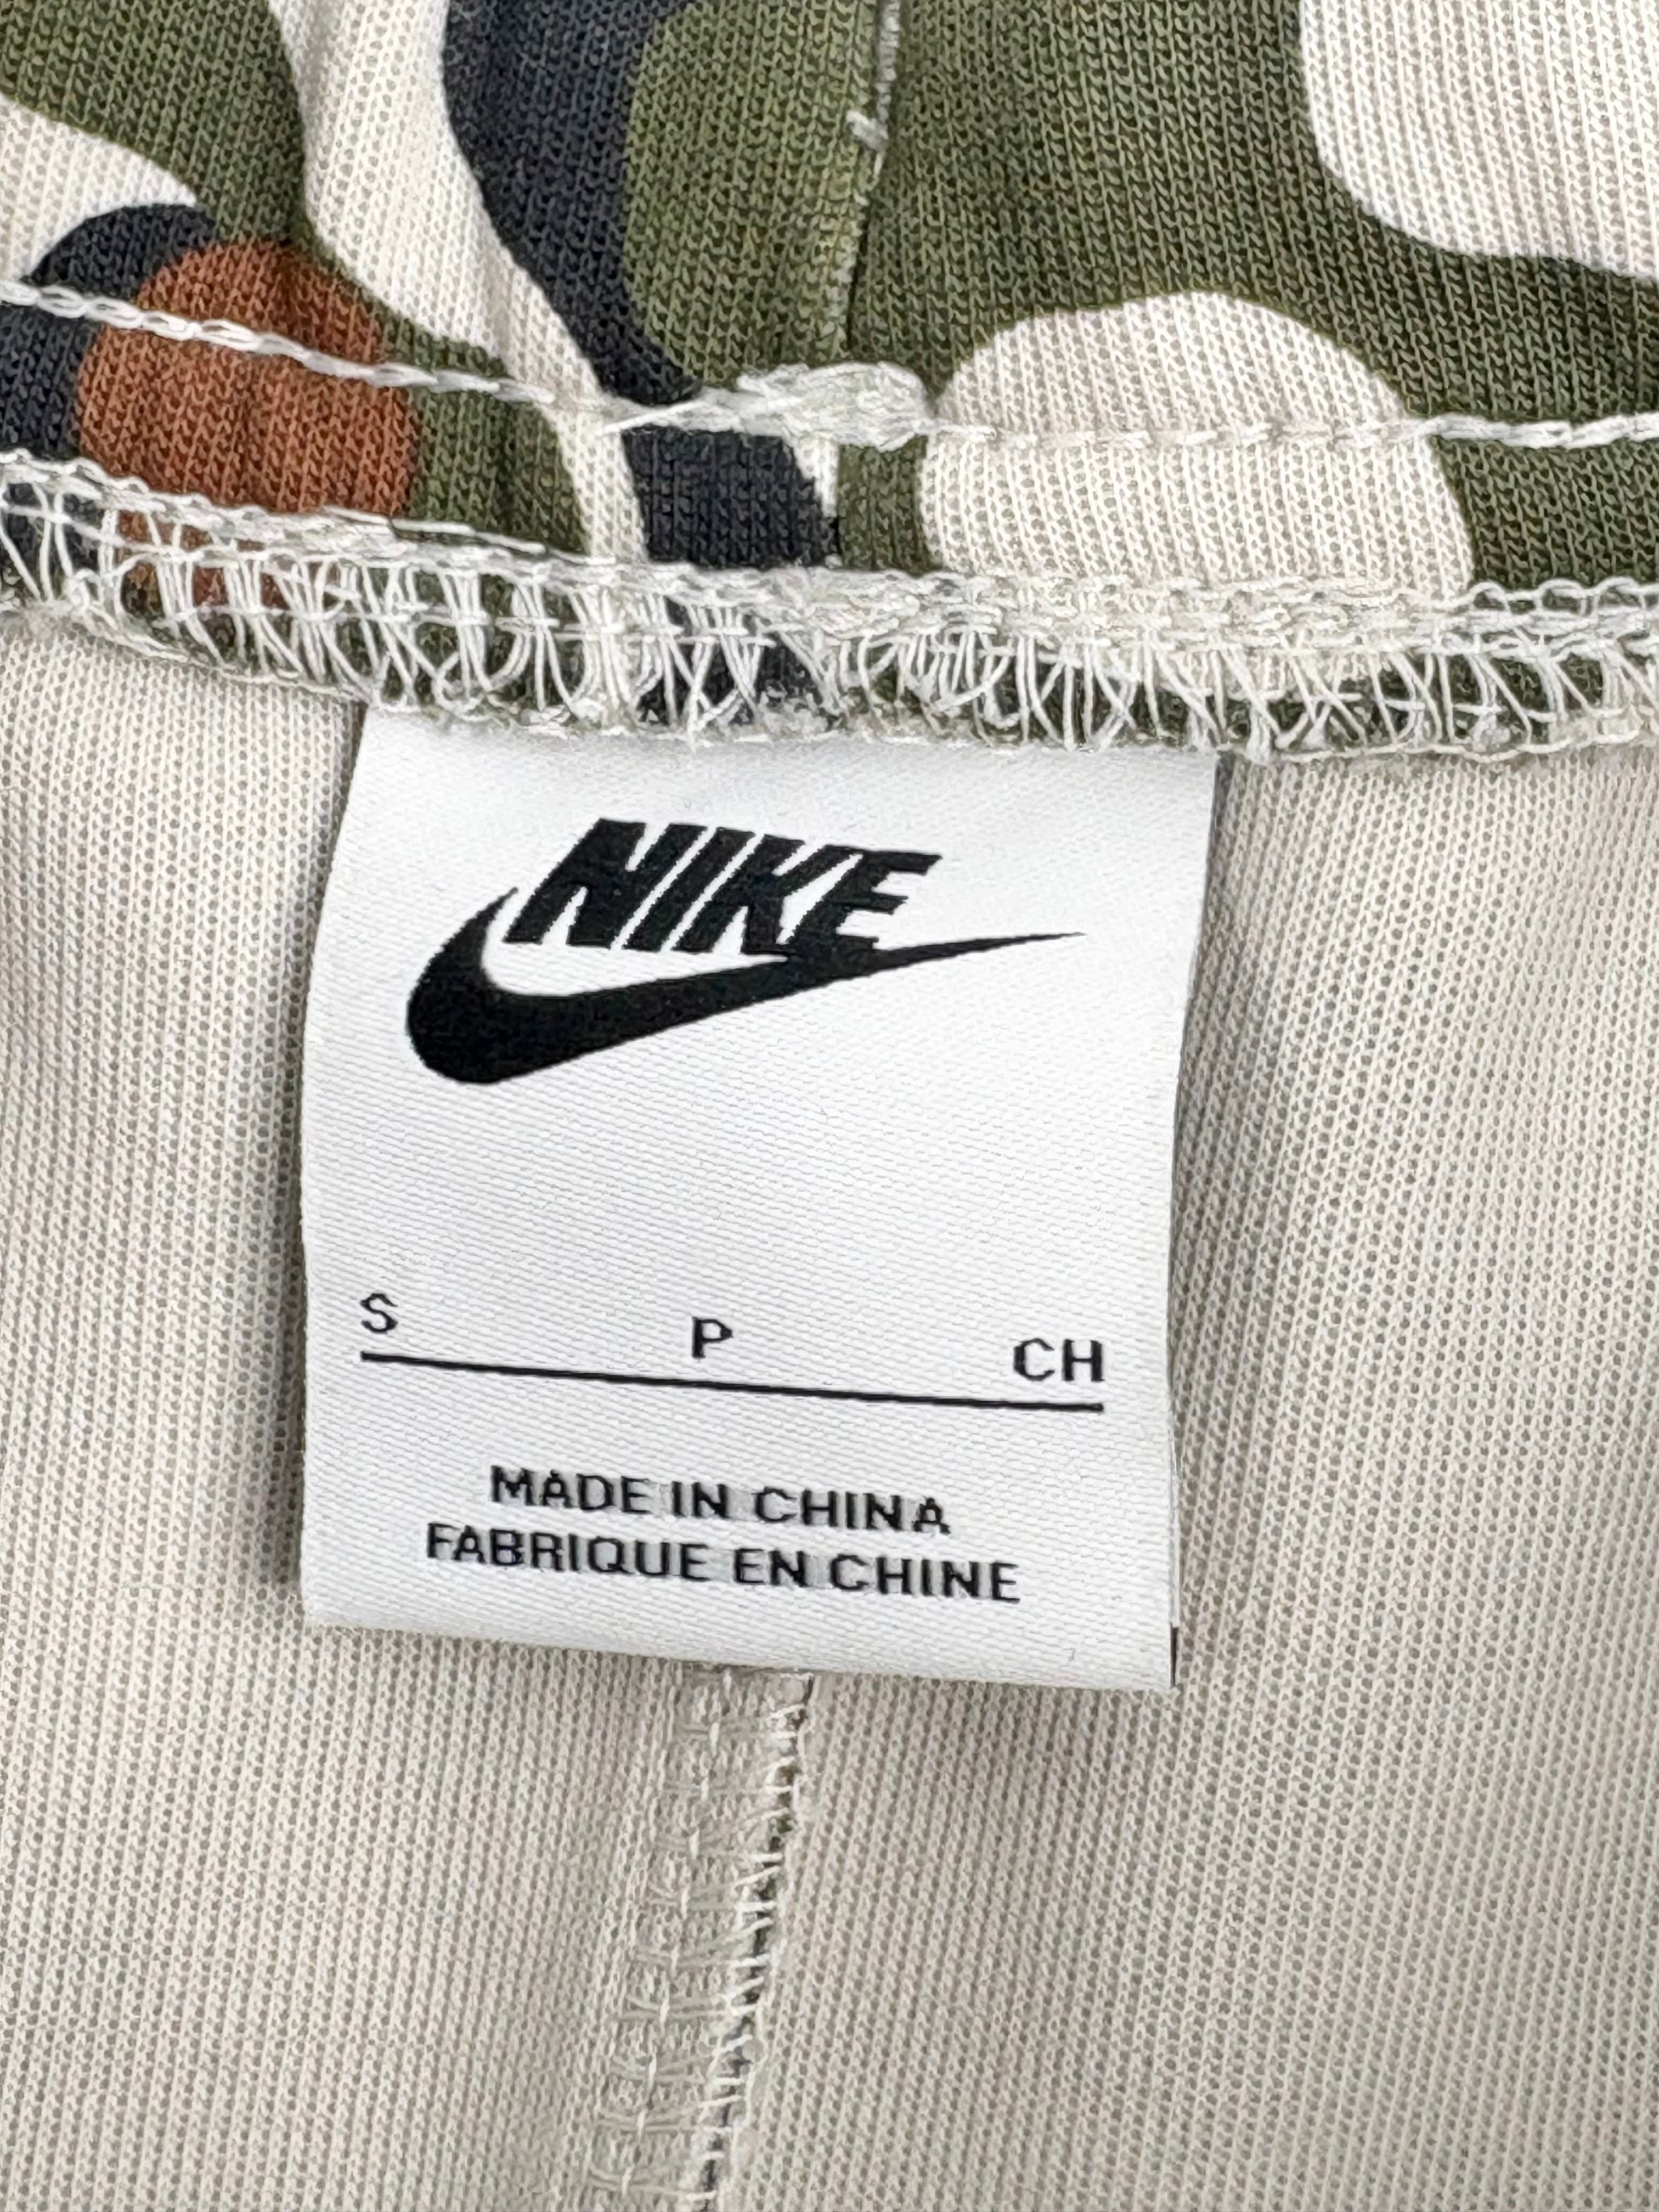 NIKE
S P CH
MADE IN CHINA
FABRIQUE EN CHINE